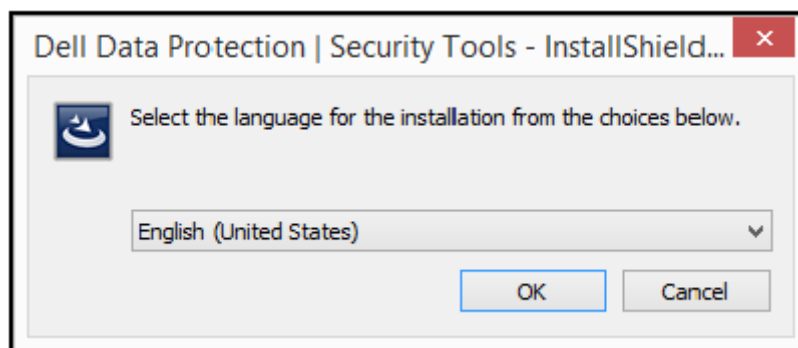 Dell Data Protection | Security Tools - InstallShield...
Select the language for the installation from the choices below.
English (United States)
OK Cancel